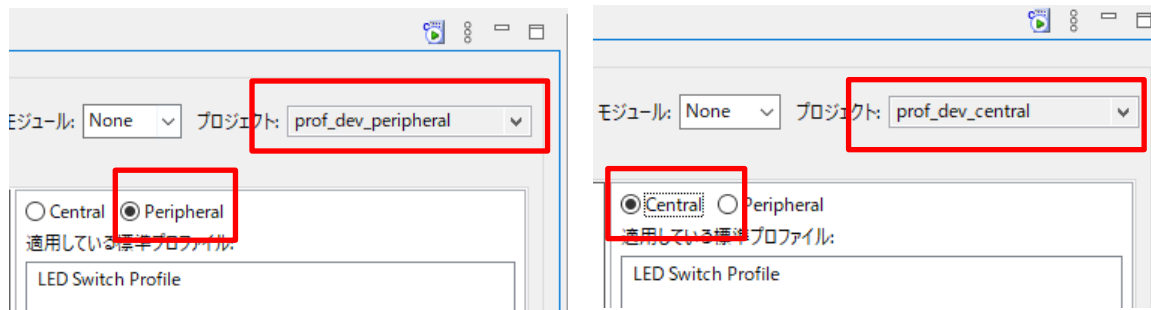 モジュール: None プロジェクト: prof_dev_peripheral
Central Peripheral
適用している標準プロファイル:
LED Switch Profile
モジュール: None プロジェクト: prof_dev_central
Central Peripheral
適用している標準プロファイル:
LED Switch Profile